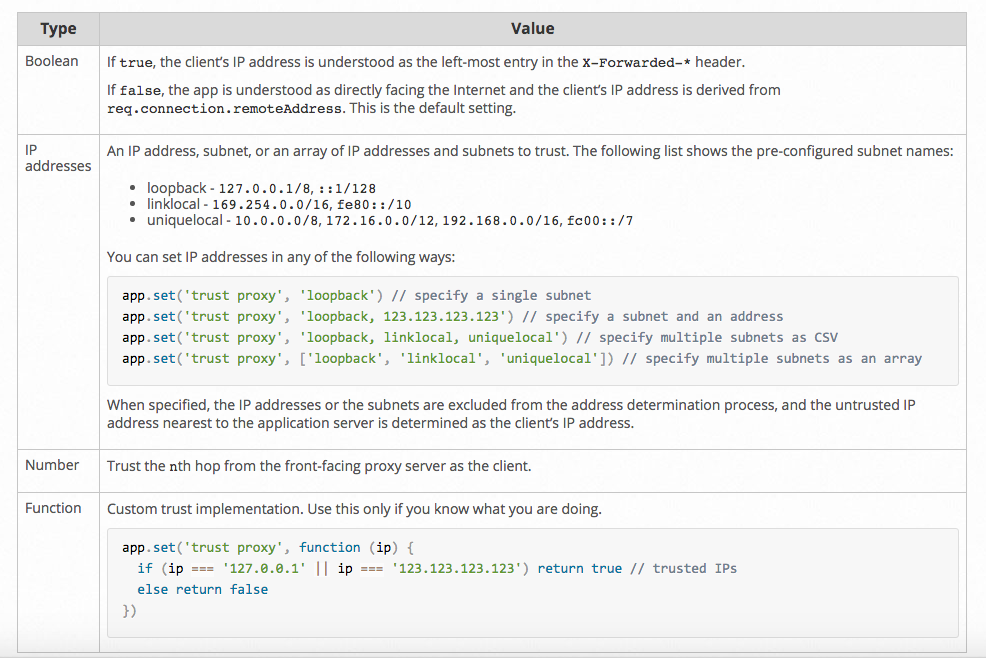 Type Value
Boolean If true, the client’s IP address is understood as the left-most entry in the X-Forwarded-* header.
If false, the app is understood as directly facing the Internet and the client’s IP address is derived from
req.connection.remoteAddress. This is the default setting.
IP
addresses
An IP address, subnet, or an array of IP addresses and subnets to trust. The following list shows the pre-configured subnet names:
• loopback - 127.0.0.1/8, ::1/128
• linklocal - 169.254.0.0/16, fe80::/10
• uniquelocal - 10.0.0.0/8, 172.16.0.0/12, 192.168.0.0/16, fc00::/7
You can set IP addresses in any of the following ways:
app.set('trust proxy', 'loopback') // specify a single subnet
app.set('trust proxy', 'loopback, 123.123.123.123') // specify a subnet and an address
app.set('trust proxy', 'loopback, linklocal, uniquelocal') // specify multiple subnets as CSV
app.set('trust proxy', ['loopback', 'linklocal', 'uniquelocal']) // specify multiple subnets as an array
When specified, the IP addresses or the subnets are excluded from the address determination process, and the untrusted IP
address nearest to the application server is determined as the client’s IP address.
Number Trust the nth hop from the front-facing proxy server as the client.
Function Custom trust implementation. Use this only if you know what you are doing.
app.set('trust proxy', function (ip) {
  if (ip === '127.0.0.1' || ip === '123.123.123.123') return true // trusted IPs
  else return false
})